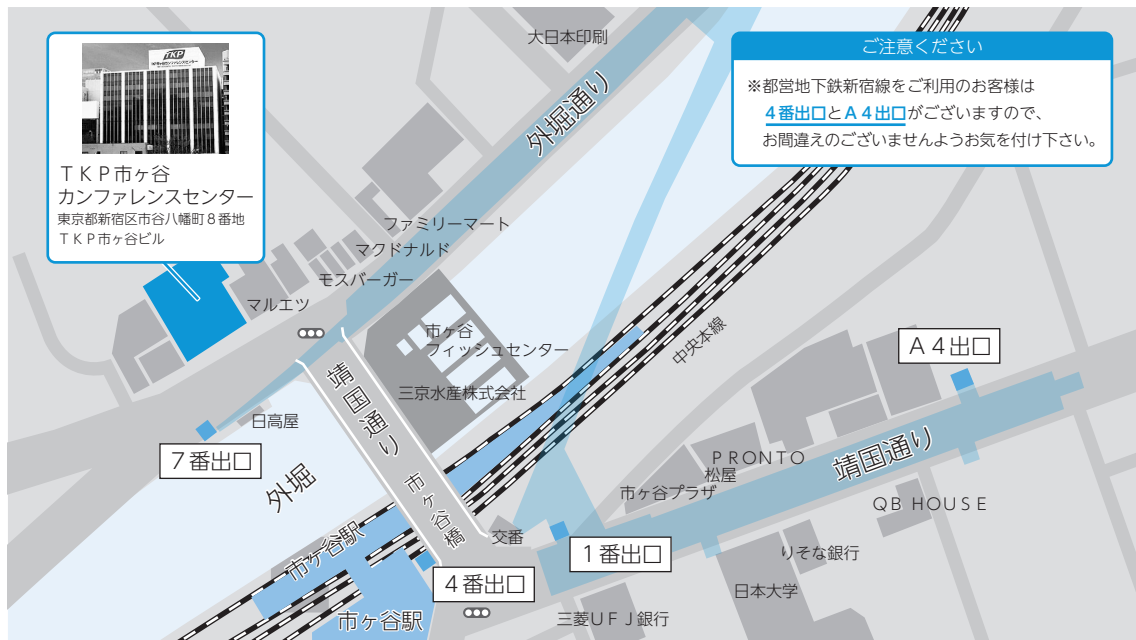 TKP
ＴＫＰ市ヶ谷
カンファレンスセンター
東京都新宿区市谷八幡町８番地
ＴＫＰ市ヶ谷ビル
大日本印刷
外堀通り
ご注意ください
※都営地下鉄新宿線をご利用のお客様は
４番出口とＡ４出口がございますので、
お間違えのございませんようお気を付け下さい。
ファミリーマート
マクドナルド
モスバーガー
マルエツ
市ヶ谷
フィッシュセンター
三京水産株式会社
中央本線
Ａ４出口
靖国通り
日高屋
７番出口
外堀
市ヶ谷橋
ＰＲＯＮＴＯ
松屋
市ヶ谷プラザ
靖国通り
ＱＢ ＨＯＵＳＥ
交番
１番出口
りそな銀行
日本大学
市ヶ谷駅
４番出口
市ヶ谷駅
三菱ＵＦＪ銀行